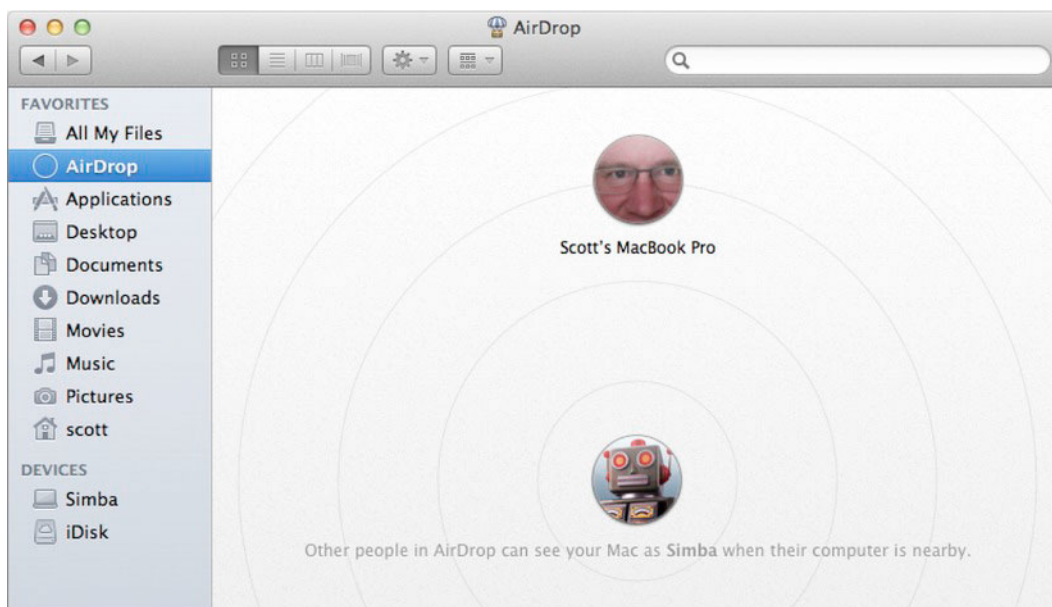 AirDrop
FAVORITES
All My Files
AirDrop
Applications
Desktop
Documents
Downloads
Movies
Music
Pictures
scott
DEVICES
Simba
iDisk
Scott's MacBook Pro
Other people in AirDrop can see your Mac as Simba when their computer is nearby.